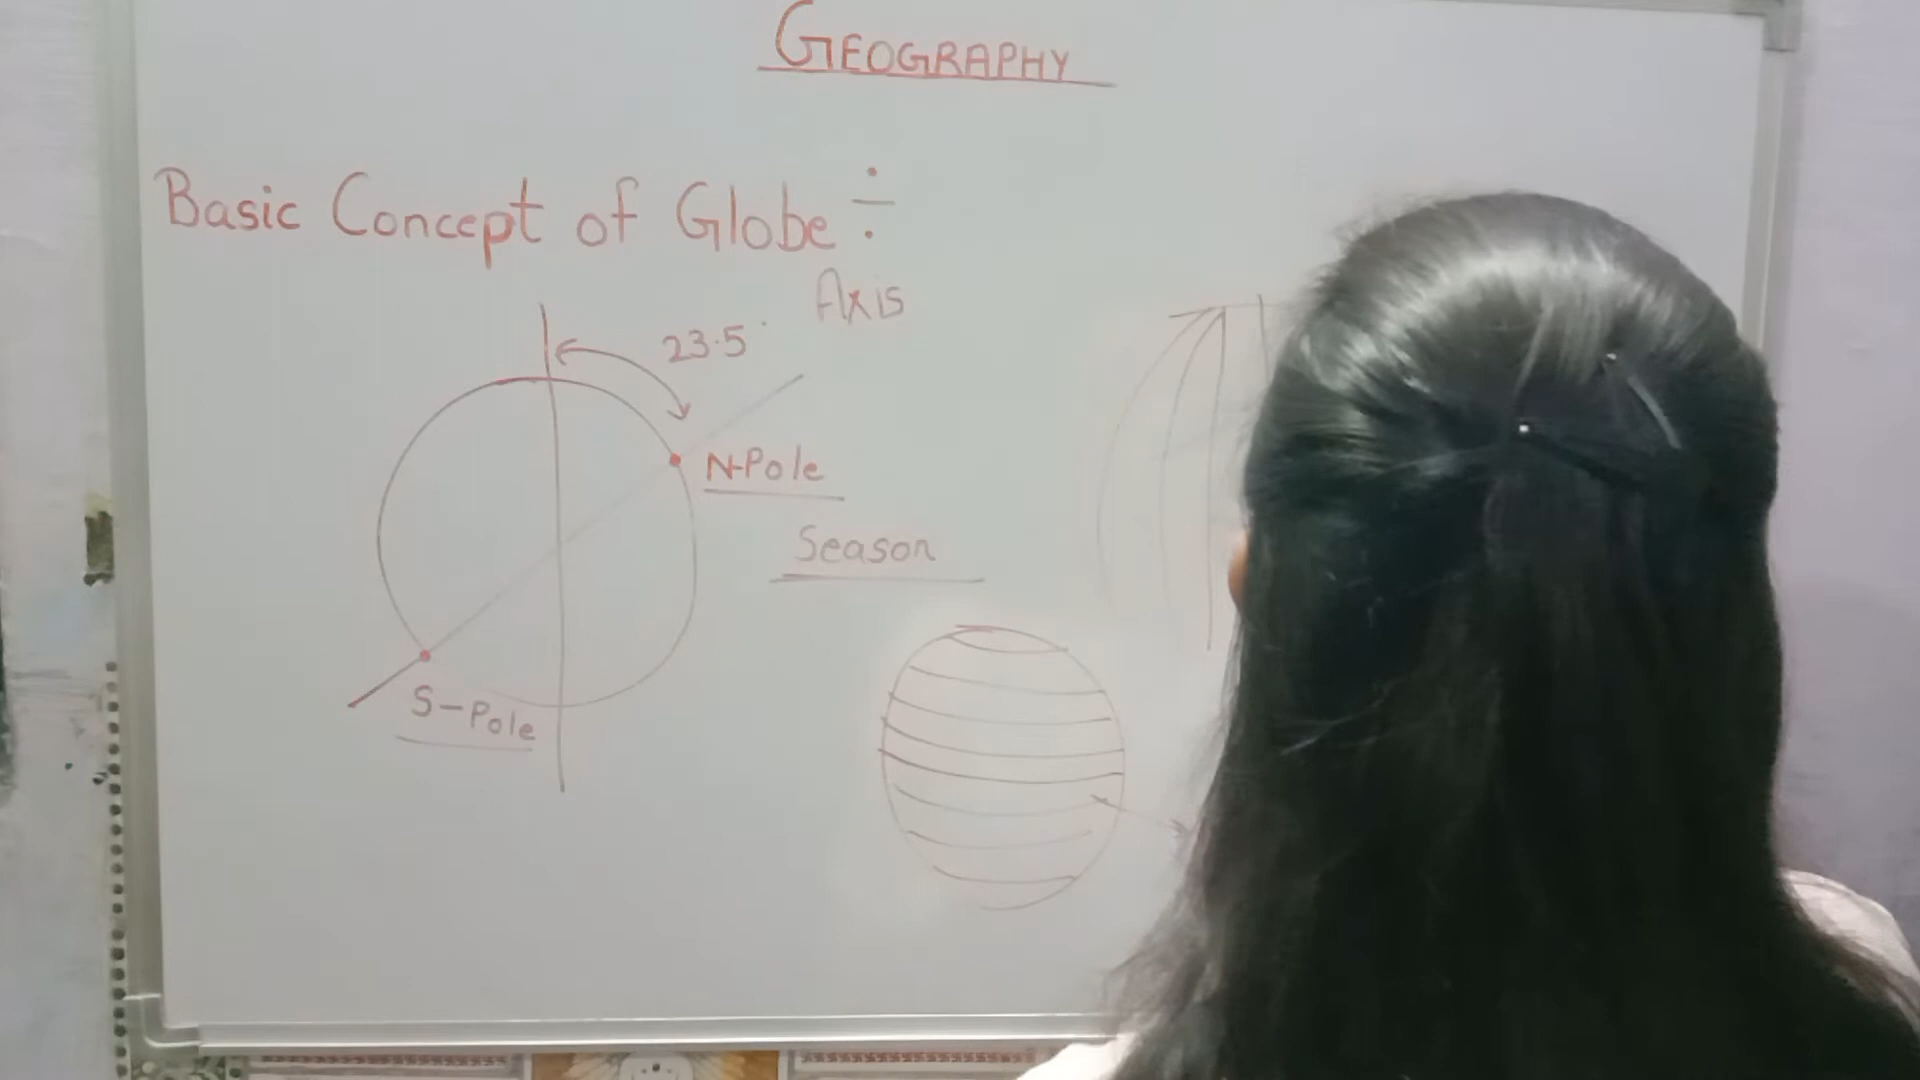 GEOGRAPHY
Basic Concept of Globe ÷
Axis
23.5°
N-Pole
Season
S-Pole